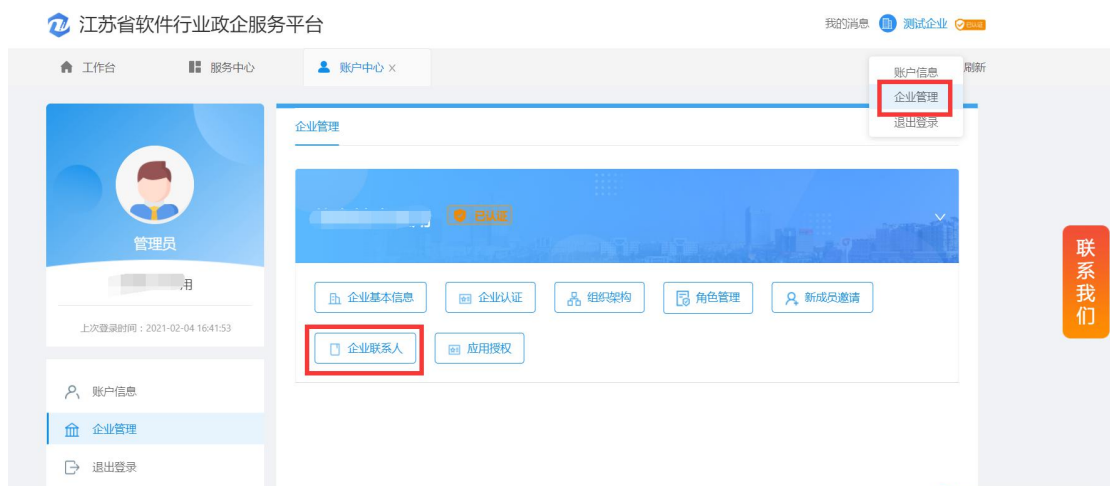 江苏省软件行业政企服务平台
我的消息 测试企业 已认证
工作台 服务中心 账户中心 × 刷新
账户信息
企业管理
退出登录
企业管理
已认证
管理员
用
上次登录时间：2021-02-04 16:41:53
企业基本信息 企业认证 组织架构 角色管理 新成员邀请
企业联系人 应用授权
账户信息
企业管理
退出登录
联系我们